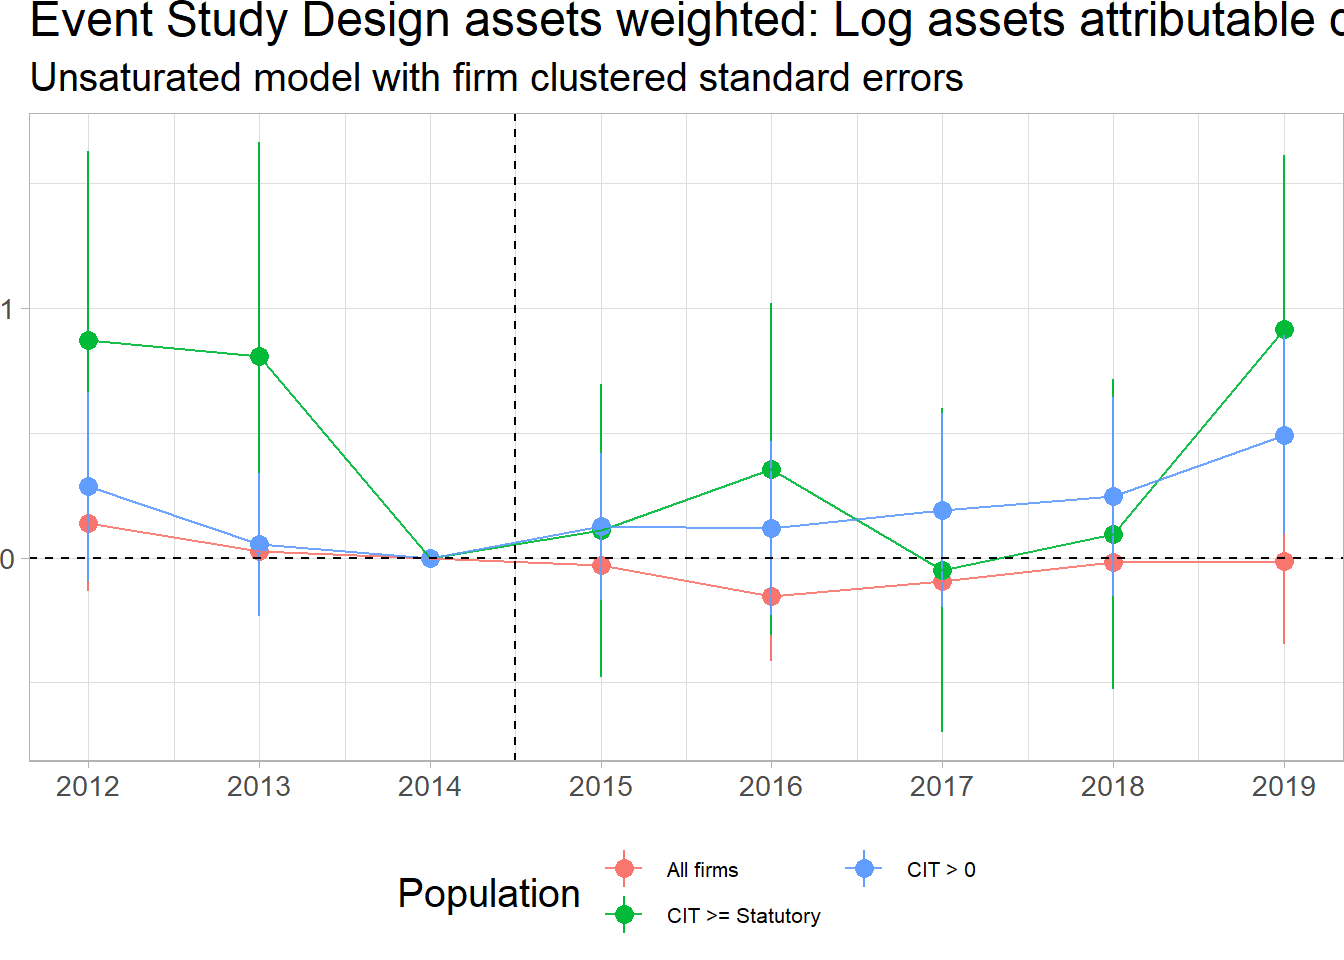 Event Study Design assets weighted: Log assets attributable
Unsaturated model with firm clustered standard errors
1
0
2012 2013 2014 2015 2016 2017 2018 2019
Population
All firms
CIT > 0
CIT >= Statutory